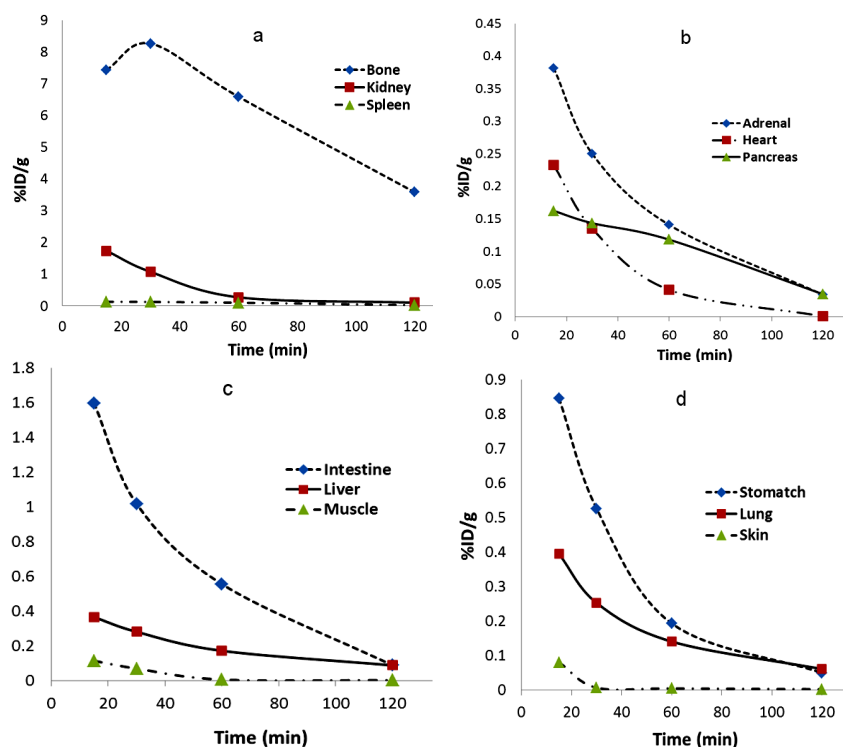 a
9
8
7
6
5
4
3
2
1
0
%ID/g
Bone
Kidney
Spleen
0 20 40 60 80 100 120
Time (min)
b
0.45
0.4
0.35
0.3
0.25
0.2
0.15
0.1
0.05
0
%ID/g
Adrenal
Heart
Pancreas
0 20 40 60 80 100 120
Time (min)
c
1.8
1.6
1.4
1.2
1
0.8
0.6
0.4
0.2
0
%ID/g
Intestine
Liver
Muscle
0 20 40 60 80 100 120
Time (min)
d
0.9
0.8
0.7
0.6
0.5
0.4
0.3
0.2
0.1
0
%ID/g
Stomatch
Lung
Skin
0 20 40 60 80 100 120
Time (min)